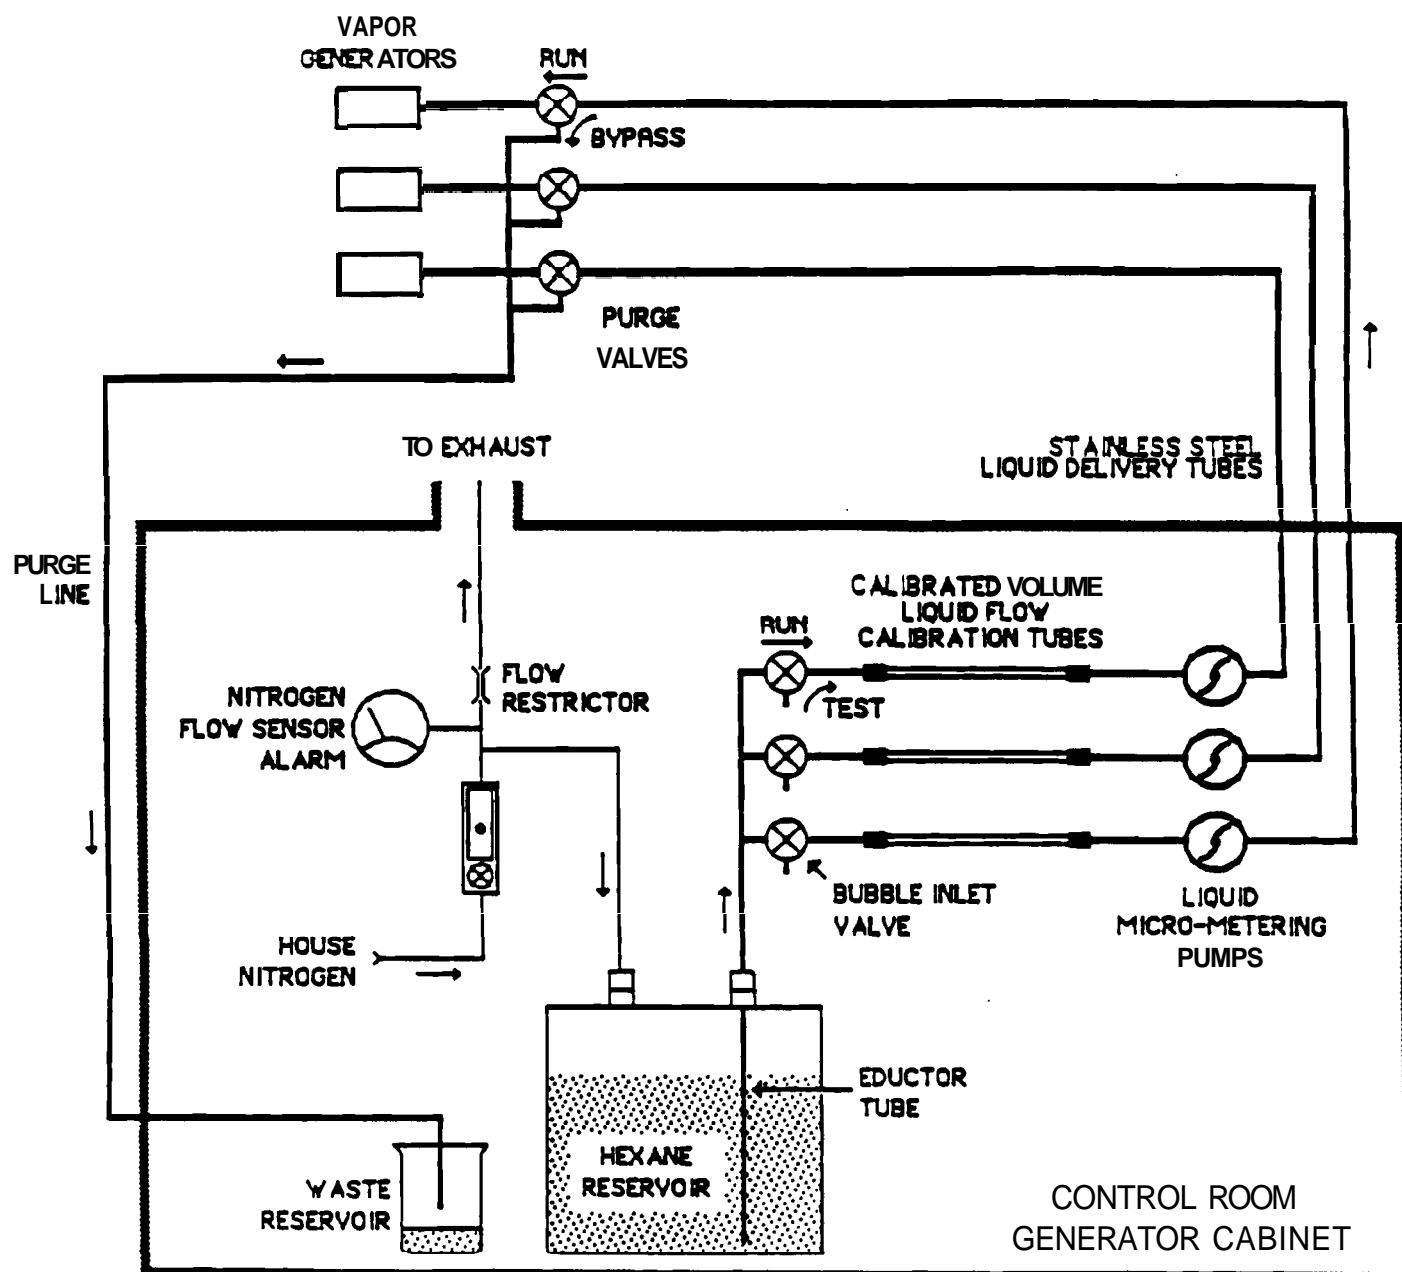 VAPOR
GENERATORS
RUN
BYPASS
PURGE
VALVES
TO EXHAUST
STAINLESS STEEL
LIQUID DELIVERY TUBES
PURGE
LINE
CALIBRATED VOLUME
LIQUID FLOW
CALIBRATION TUBES
RUN
TEST
FLOW
RESTRICTOR
NITROGEN
FLOW SENSOR
ALARM
BUBBLE INLET
VALVE
LIQUID
MICRO-METERING
PUMPS
HOUSE
NITROGEN
EDUCTOR
TUBE
HEXANE
RESERVOIR
WASTE
RESERVOIR
CONTROL ROOM
GENERATOR CABINET